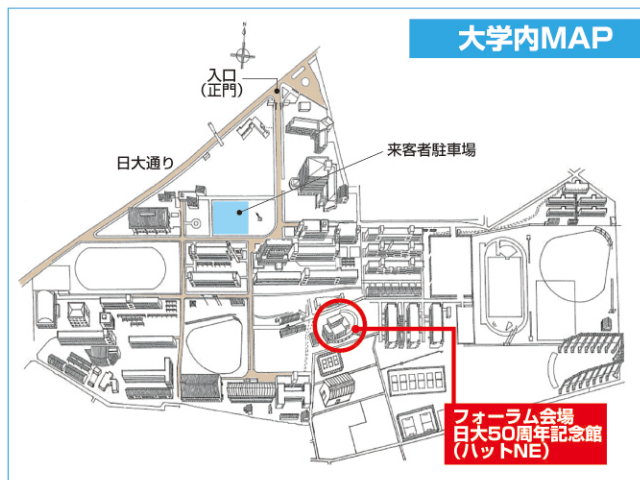 大学内MAP
入口
(正門)
日大通り
来客者駐車場
フォーラム会場
日大50周年記念館
(ハットNE)